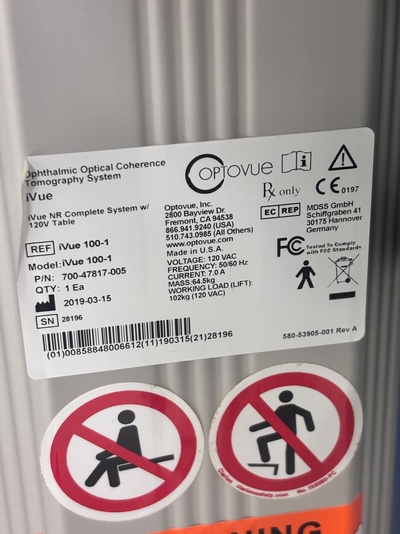 Ophthalmic Optical Coherence
Tomography System
iVue
iVue NR Complete System w/
120V Table
REF iVue 100-1
Model: iVue 100-1
P/N: 700-47817-005
QTY: 1 Ea
2019-03-15
SN 28196
(01)00858848006612(11)190315(21)28196
OPTOVUE
Optovue, Inc.
2800 Bayview Dr.
Fremont, CA 94538
866.941.9240 (USA)
510.743.0985 (All Others)
www.optovue.com
Made in U.S.A.
VOLTAGE: 120 VAC
FREQUENCY: 50/60 Hz
CURRENT: 7.0 A
MASS:64.5kg
WORKING LOAD (LIFT):
102kg (120 VAC)
Rx only
CE 0197
EC REP
MDSS GmbH
Schiffgraben 41
30175 Hannover
Germany
FC Tested To Comply
With FCC Standards
580-53905-001 Rev A